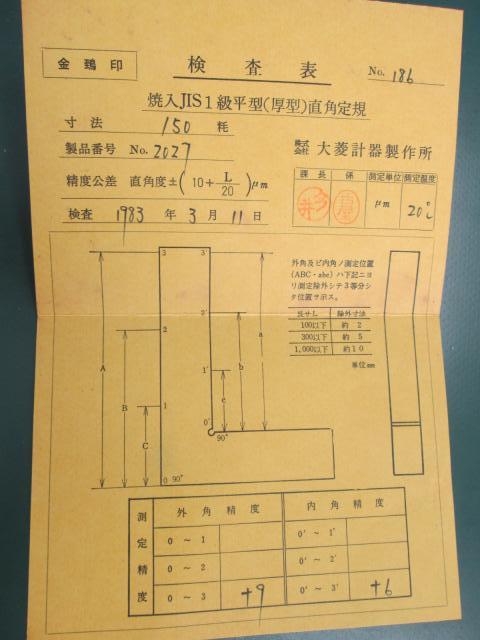 金鵄印
検査表
No. 186
焼入JIS1級平型(厚型)直角定規
寸法 150 粍
製品番号 No. 2027
株式会社 大菱計器製作所
精度公差 直角度±(10+L/20)μm
課長 係 測定単位 測定温度
μm 20℃
検査 1983 年 3 月 11 日
外角及ビ内角ノ測定位置
(ABC・abc)ハ下記ニヨ
リ測定除外シテ3等分シ
タ位置ヲ示ス。
長サL 除外寸法
100以下 約2
300以下 約5
1,000以下 約10
単位mm
3 3'
2 2'
1 1'
0 90°
0' 90°
A B C
a b c
測定精度
外角精度 内角精度
0～1 0'～1'
0～2 0'～2'
0～3 +9 0'～3' +6